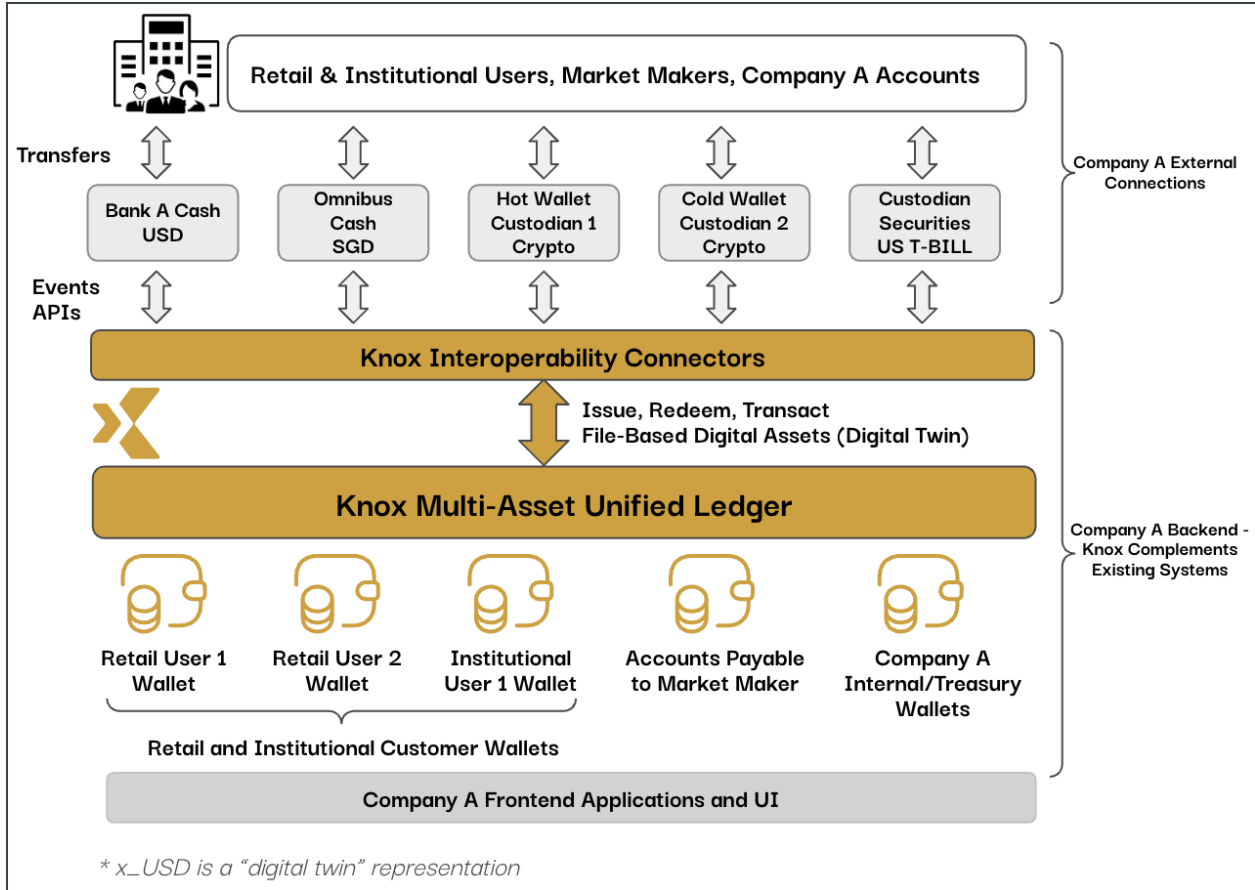 Retail & Institutional Users, Market Makers, Company A Accounts
Transfers
Company A External
Connections
Bank A Cash
USD
Omnibus
Cash
SGD
Hot Wallet
Custodian 1
Crypto
Cold Wallet
Custodian 2
Crypto
Custodian
Securities
US T-BILL
Events
APIs
Knox Interoperability Connectors
Issue, Redeem, Transact
File-Based Digital Assets (Digital Twin)
Knox Multi-Asset Unified Ledger
Company A Backend -
Knox Complements
Existing Systems
Retail User 1
Wallet
Retail User 2
Wallet
Institutional
User 1 Wallet
Accounts Payable
to Market Maker
Company A
Internal/Treasury
Wallets
Retail and Institutional Customer Wallets
Company A Frontend Applications and UI
* x_USD is a “digital twin” representation